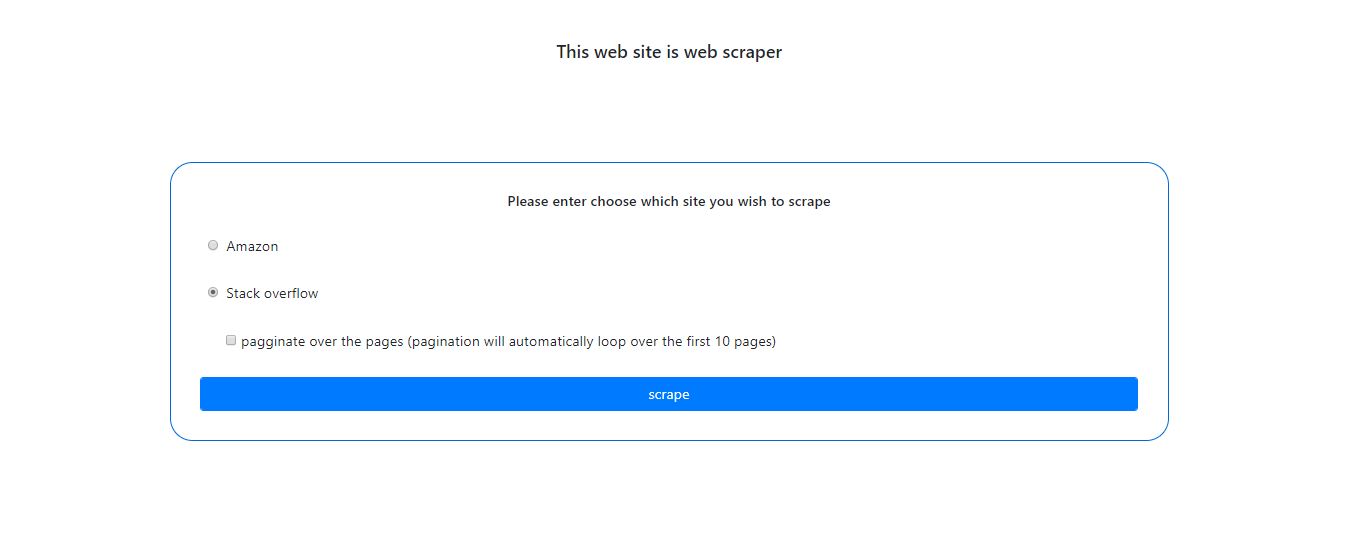 This web site is web scraper
Please enter choose which site you wish to scrape
Amazon
Stack overflow
pagginate over the pages (pagination will automatically loop over the first 10 pages)
scrape